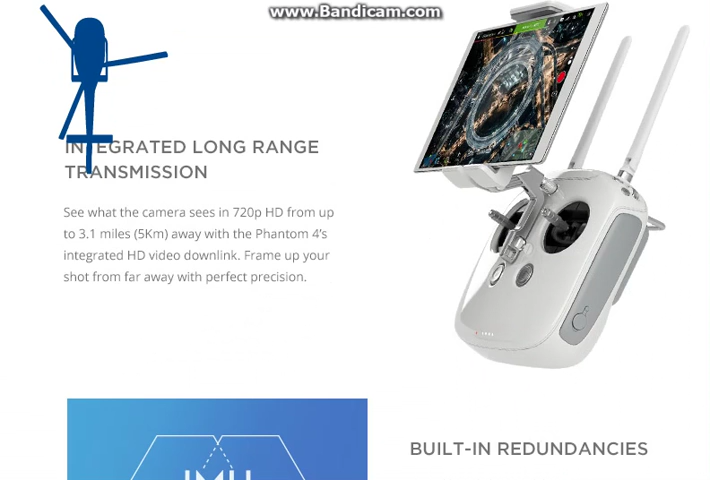 www.Bandicam.com
INTEGRATED LONG RANGE
TRANSMISSION
See what the camera sees in 720p HD from up
to 3.1 miles (5Km) away with the Phantom 4’s
integrated HD video downlink. Frame up your
shot from far away with perfect precision.
BUILT-IN REDUNDANCIES
IMU